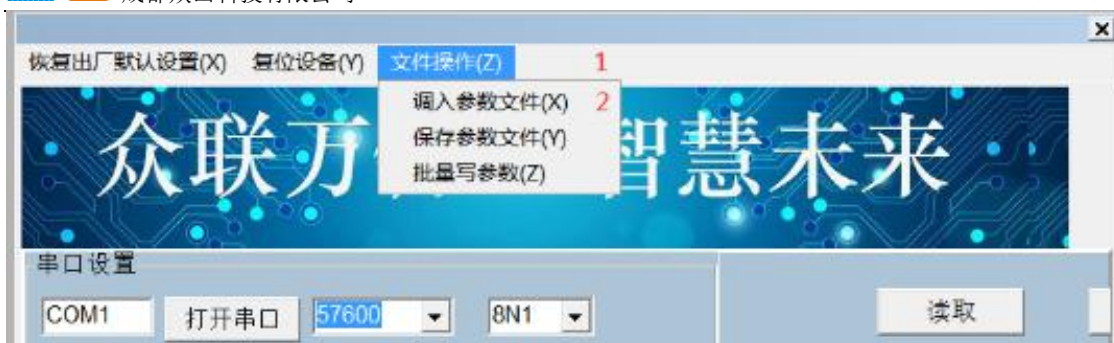 恢复出厂默认设置(X) 复位设备(Y) 文件操作(Z) 1
调入参数文件(X) 2
保存参数文件(Y)
批量写参数(Z)
众联万 智慧未来
串口设置
COM1 打开串口 57600 8N1 读取